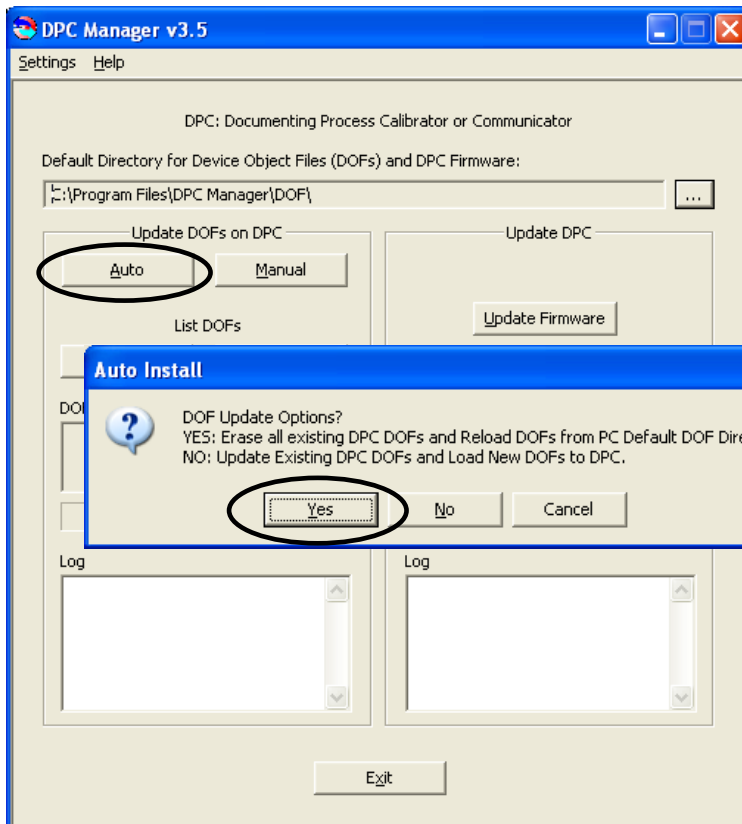 DPC Manager v3.5
Settings Help
DPC: Documenting Process Calibrator or Communicator
Default Directory for Device Object Files (DOFs) and DPC Firmware:
:\Program Files\DPC Manager\DOF\
...
Update DOFs on DPC
Update DPC
Auto
Manual
List DOFs
Update Firmware
Auto Install
DOF Update Options?
YES: Erase all existing DPC DOFs and Reload DOFs from PC Default DOF
NO: Update Existing DPC DOFs and Load New DOFs to DPC.
Yes
No
Cancel
Log
Log
Exit